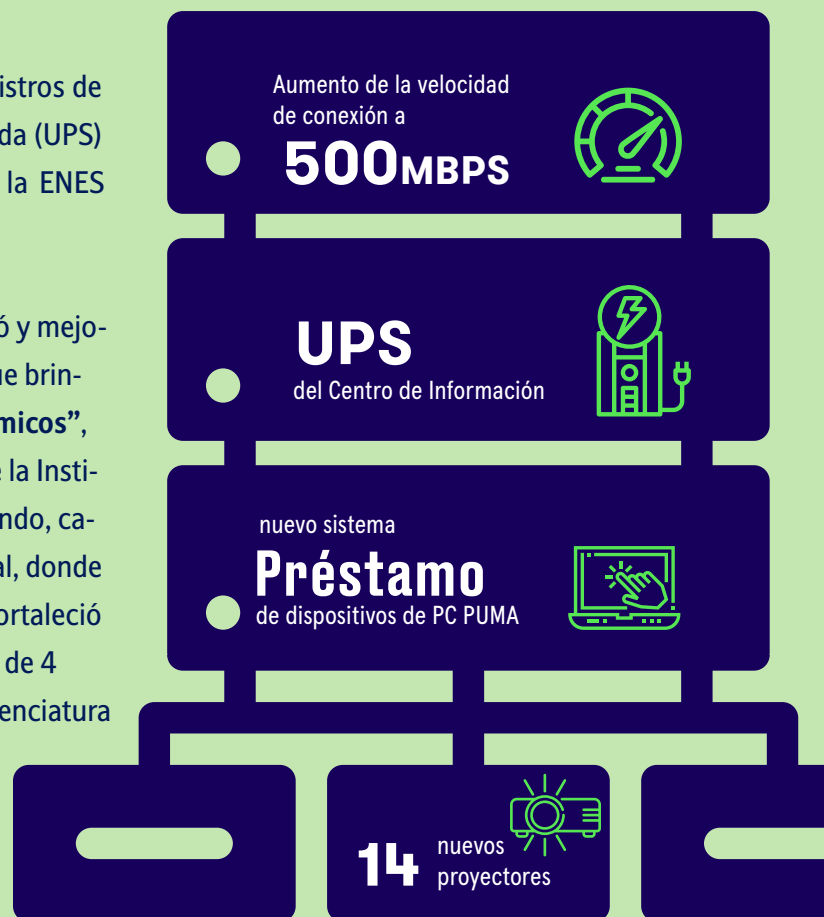 istros de
da (UPS)
la ENES
ó y mejo-
ue brin-
micos”,
e la Insti-
ndo, ca-
al, donde
ortaleció
de 4
enciatura
Aumento de la velocidad
de conexión a
500MBPS
UPS
del Centro de Información
nuevo sistema
Préstamo
de dispositivos de PC PUMA
14 nuevos
proyectores